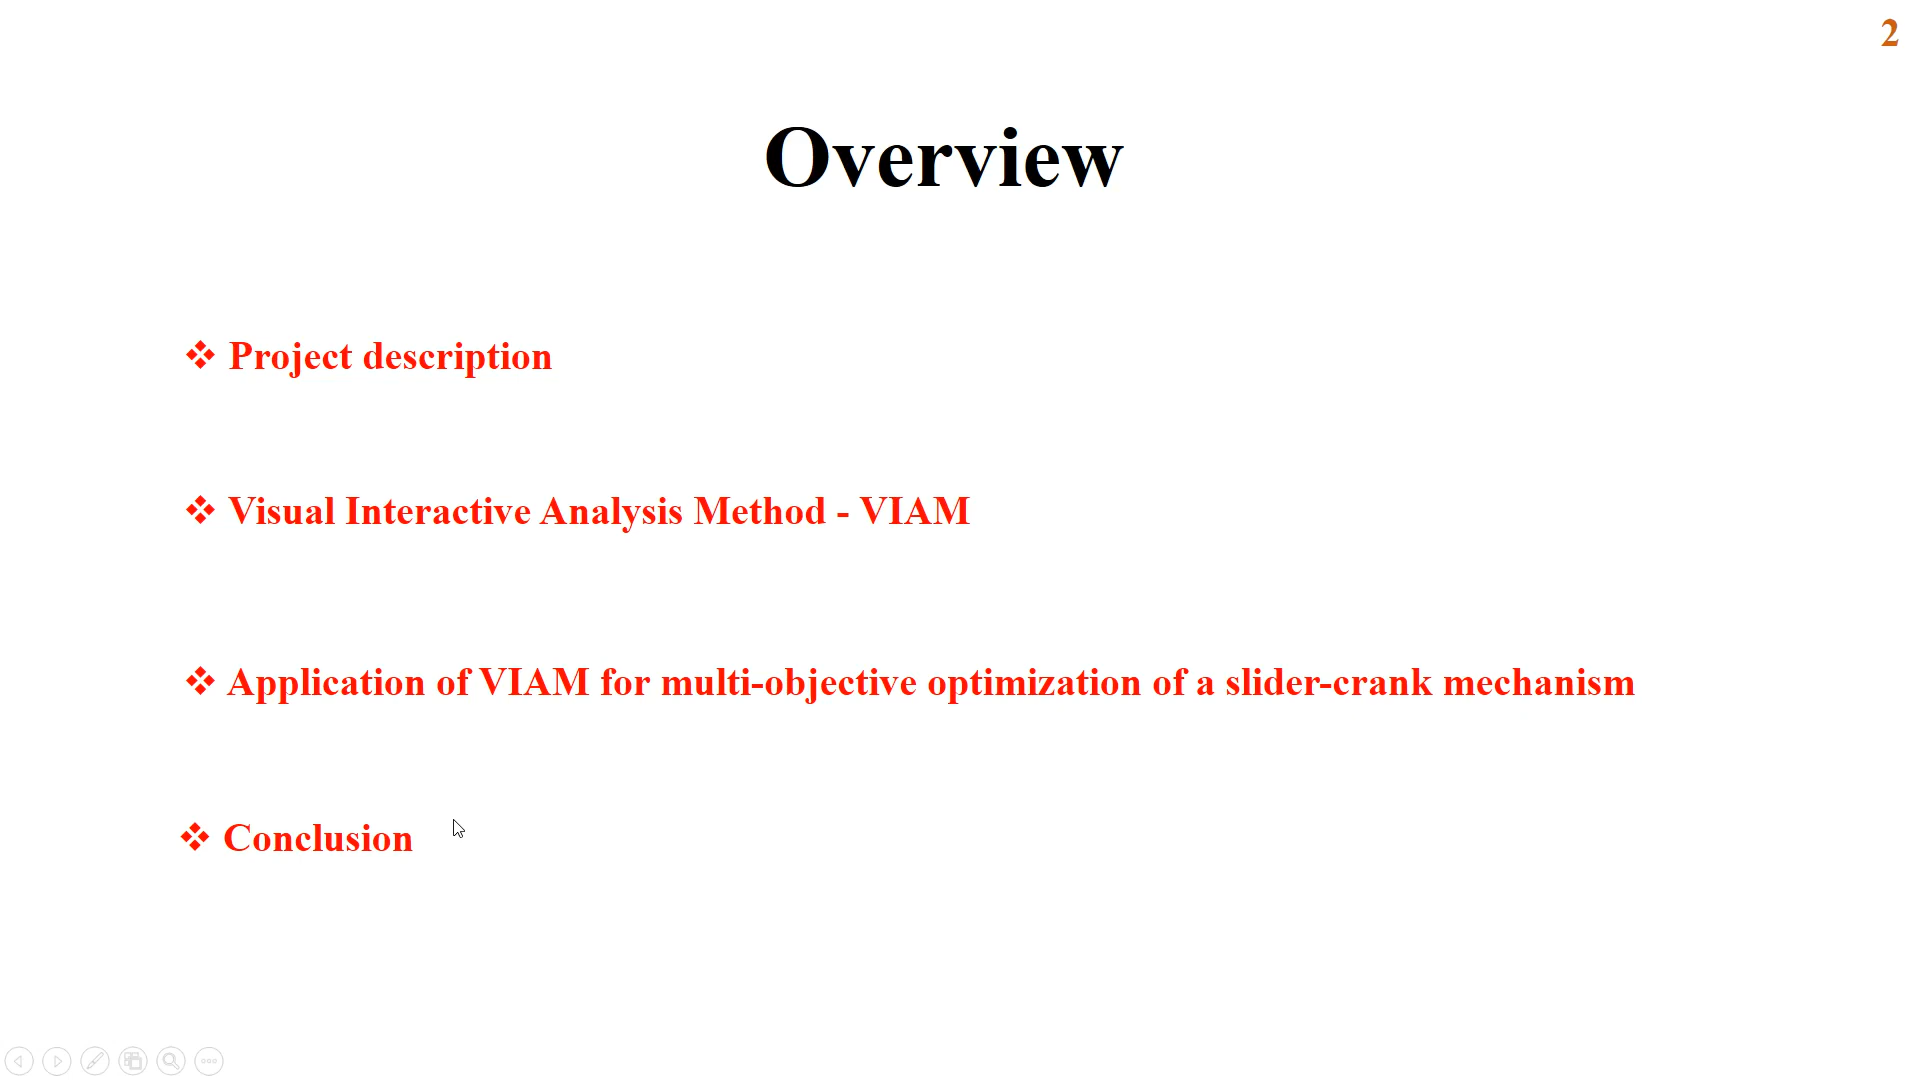 2
Overview
❖ Project description
❖ Visual Interactive Analysis Method - VIAM
❖ Application of VIAM for multi-objective optimization of a slider-crank mechanism
❖ Conclusion